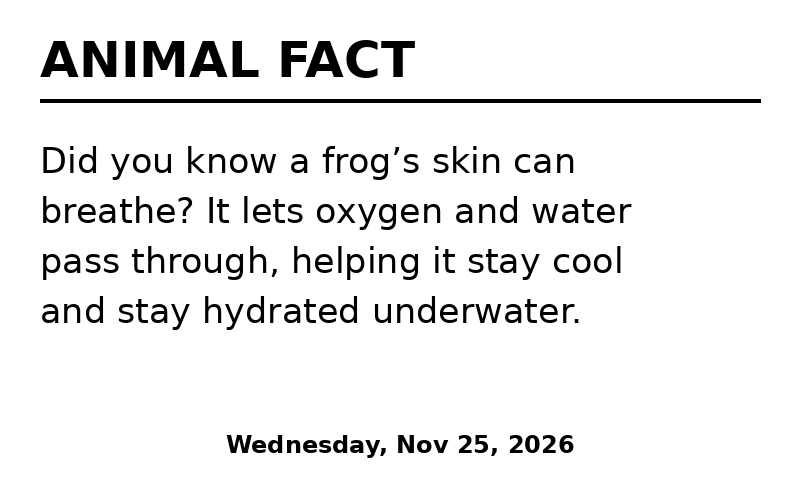 ANIMAL FACT
Did you know a frog’s skin can
breathe? It lets oxygen and water
pass through, helping it stay cool
and stay hydrated underwater.
Wednesday, Nov 25, 2026